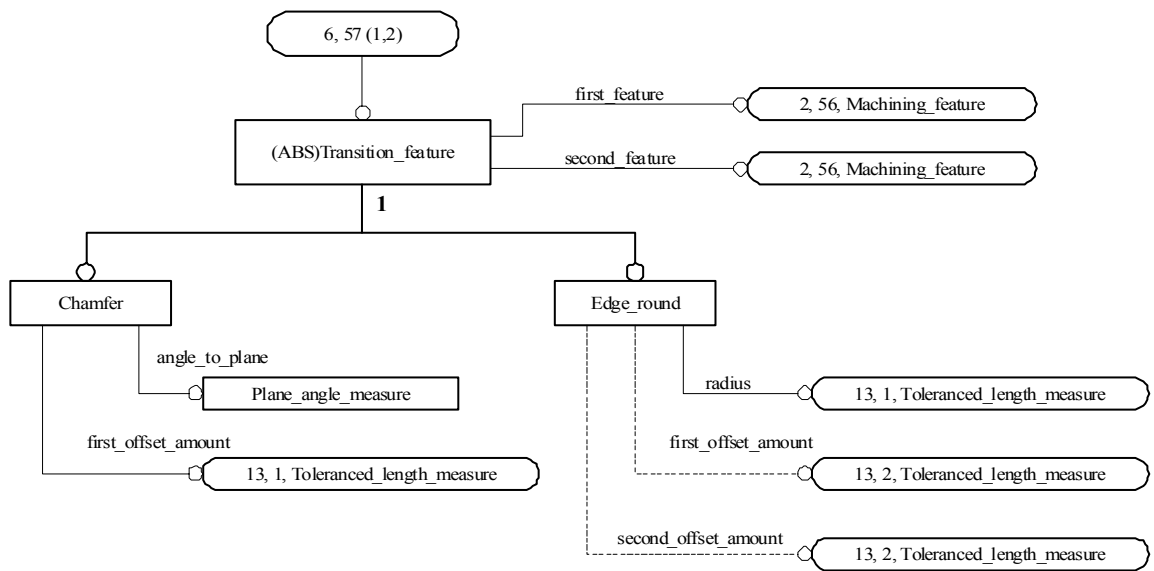 6, 57 (1,2)
first_feature
2, 56, Machining_feature
(ABS)Transition_feature
second_feature
2, 56, Machining_feature
1
Chamfer
Edge_round
angle_to_plane
Plane_angle_measure
radius
13, 1, Toleranced_length_measure
first_offset_amount
13, 1, Toleranced_length_measure
first_offset_amount
13, 2, Toleranced_length_measure
second_offset_amount
13, 2, Toleranced_length_measure